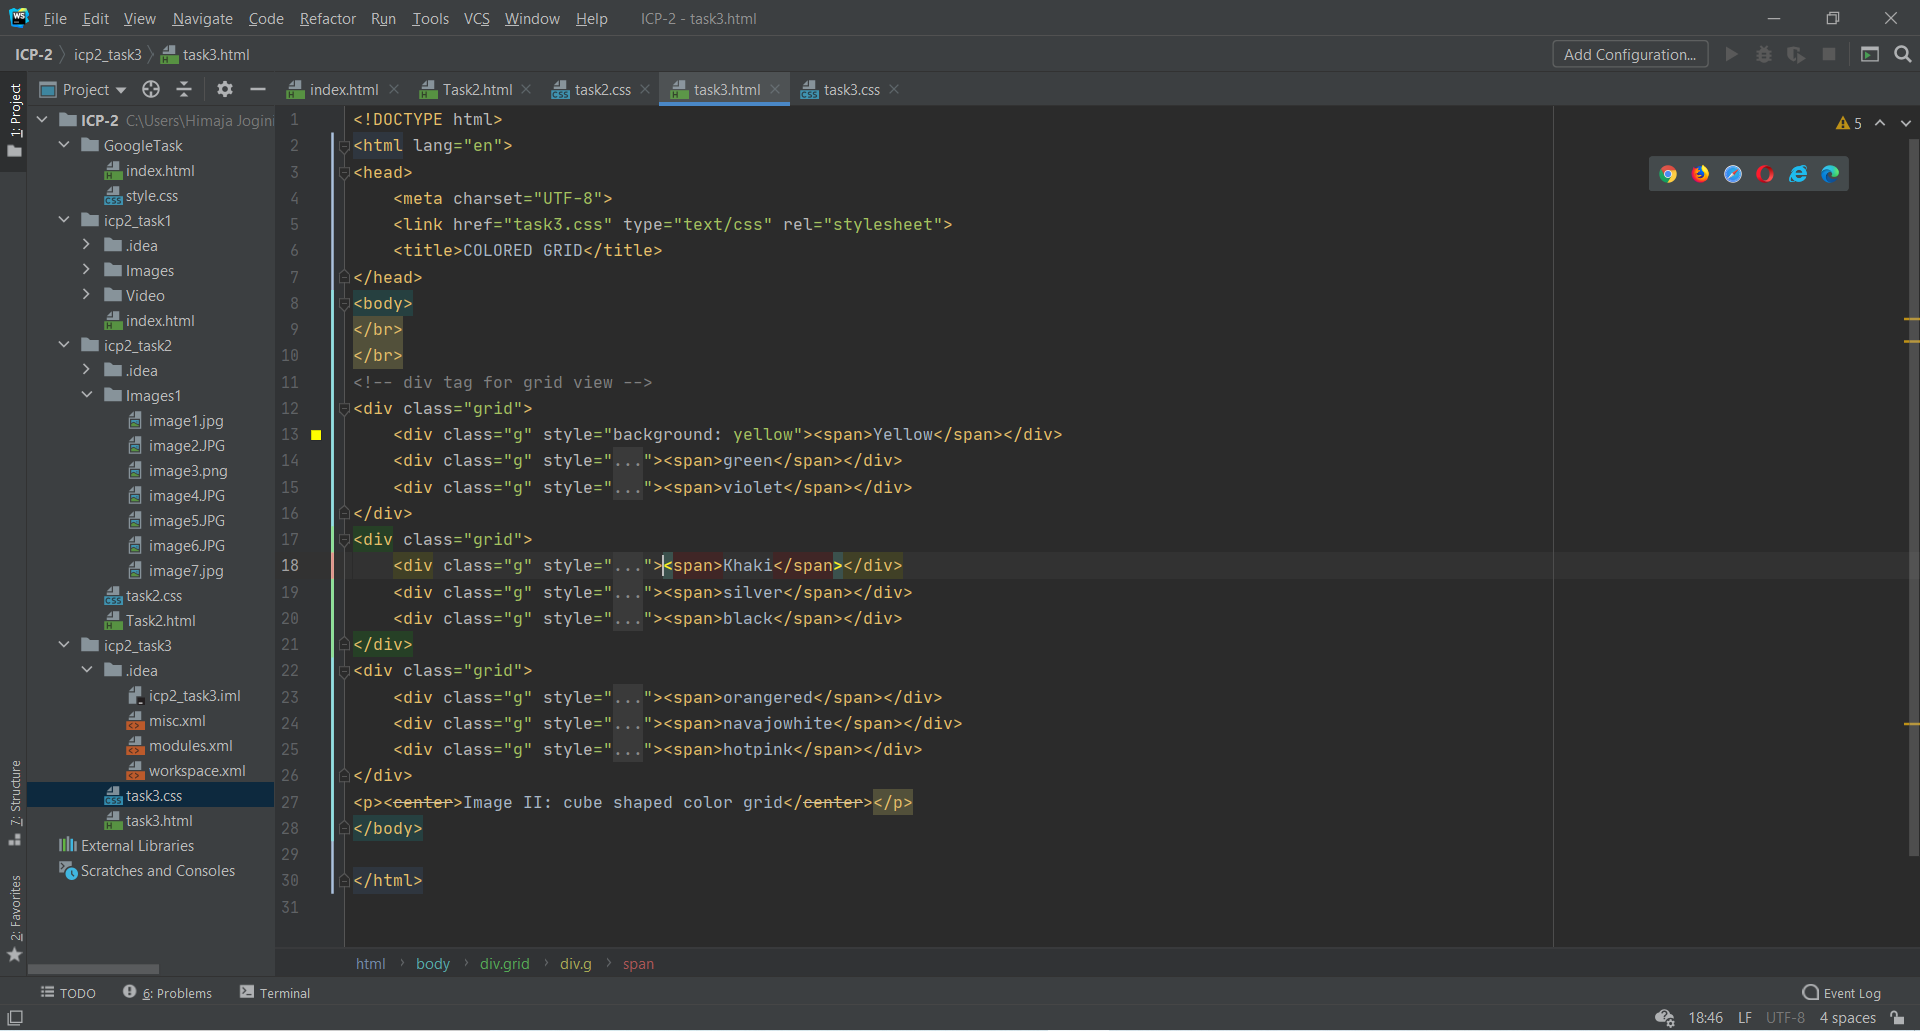 File Edit View Navigate Code Refactor Run Tools VCS Window Help ICP-2 - task3.html
ICP-2 icp2_task3 task3.html Add Configuration...
Project index.html Task2.html task2.css task3.html task3.css
1: Project
ICP-2 C:\Users\Himaja Jogini
GoogleTask
index.html
style.css
icp2_task1
.idea
Images
Video
index.html
icp2_task2
.idea
Images1
image1.jpg
image2.JPG
image3.png
image4.JPG
image5.JPG
image6.JPG
image7.jpg
task2.css
Task2.html
icp2_task3
.idea
icp2_task3.iml
misc.xml
modules.xml
workspace.xml
task3.css
task3.html
External Libraries
Scratches and Consoles
7: Structure
2: Favorites
5
1 <!DOCTYPE html>
2 <html lang="en">
3 <head>
4 <meta charset="UTF-8">
5 <link href="task3.css" type="text/css" rel="stylesheet">
6 <title>COLORED GRID</title>
7 </head>
8 <body>
9 </br>
10 </br>
11 <!-- div tag for grid view -->
12 <div class="grid">
13 <div class="g" style="background: yellow"><span>Yellow</span></div>
14 <div class="g" style="..."><span>green</span></div>
15 <div class="g" style="..."><span>violet</span></div>
16 </div>
17 <div class="grid">
18 <div class="g" style="..."><span>Khaki</span></div>
19 <div class="g" style="..."><span>silver</span></div>
20 <div class="g" style="..."><span>black</span></div>
21 </div>
22 <div class="grid">
23 <div class="g" style="..."><span>orangered</span></div>
24 <div class="g" style="..."><span>navajowhite</span></div>
25 <div class="g" style="..."><span>hotpink</span></div>
26 </div>
27 <p><center>Image II: cube shaped color grid</center></p>
28 </body>
29
30 </html>
31
html body div.grid div.g span
TODO 6: Problems Terminal Event Log
18:46 LF UTF-8 4 spaces